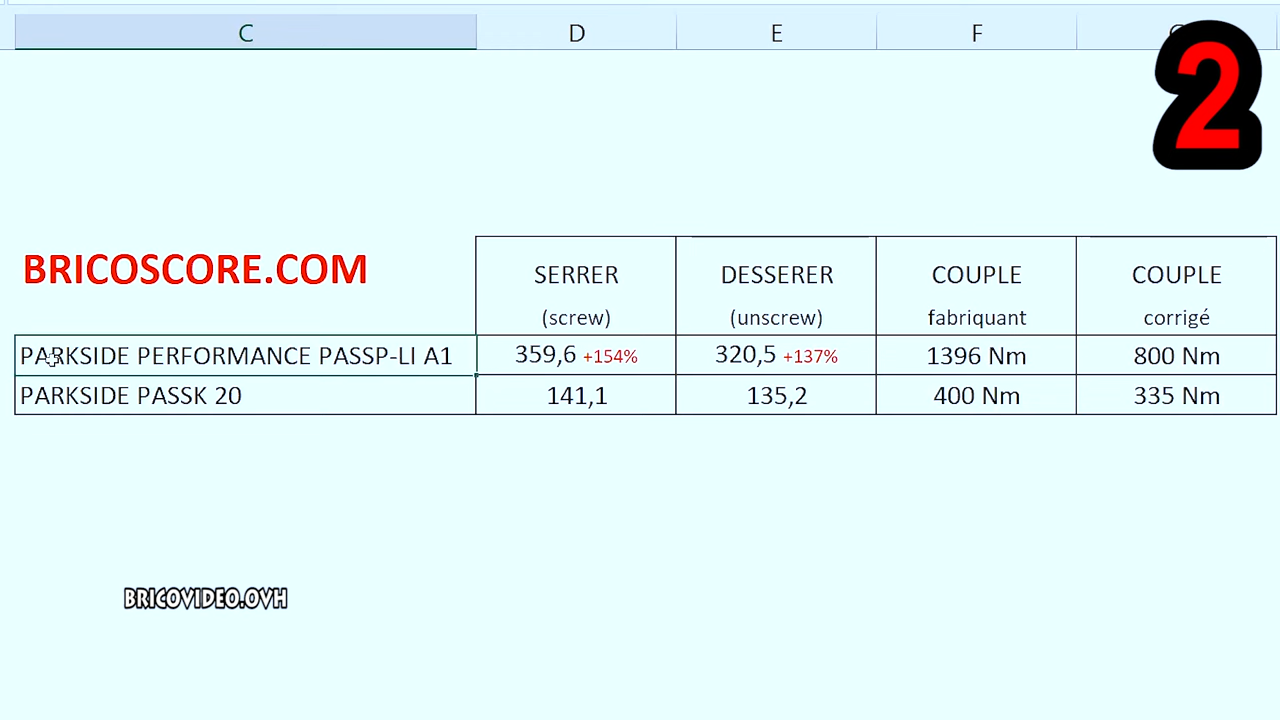 C D E F
2
BRICOSCORE.COM
SERRER DESSERER COUPLE COUPLE
(screw) (unscrew) fabriquant corrigé
PARKSIDE PERFORMANCE PASSP-LI A1 359,6 +154% 320,5 +137% 1396 Nm 800 Nm
PARKSIDE PASSK 20 141,1 135,2 400 Nm 335 Nm
BRICOVIDEO.OVH